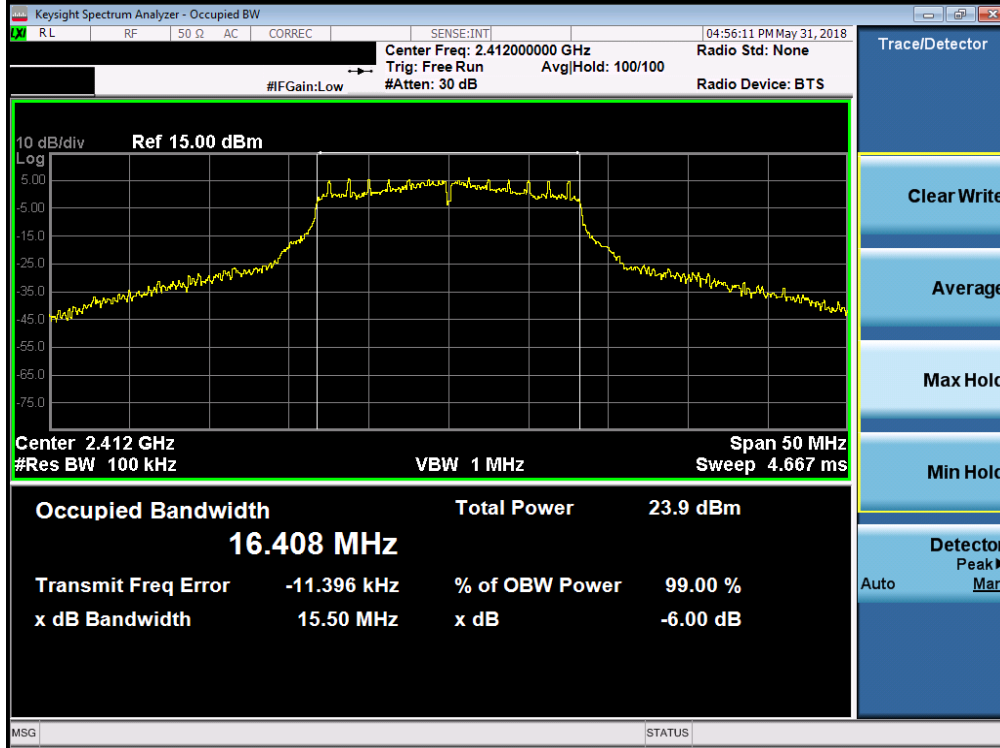 Keysight Spectrum Analyzer - Occupied BW
LXI RL RF 50 Ω AC CORREC SENSE:INT 04:56:11 PM May 31, 2018
Center Freq: 2.412000000 GHz Radio Std: None
Trig: Free Run Avg|Hold: 100/100
#IFGain:Low #Atten: 30 dB Radio Device: BTS
10 dB/div Ref 15.00 dBm
Log
5.00
-5.00
-15.0
-25.0
-35.0
-45.0
-55.0
-65.0
-75.0
Center 2.412 GHz Span 50 MHz
#Res BW 100 kHz VBW 1 MHz Sweep 4.667 ms
Occupied Bandwidth Total Power 23.9 dBm
16.408 MHz
Transmit Freq Error -11.396 kHz % of OBW Power 99.00 %
x dB Bandwidth 15.50 MHz x dB -6.00 dB
MSG STATUS
Trace/Detector
Clear Write
Average
Max Hold
Min Hold
Detector
Peak
Auto Man